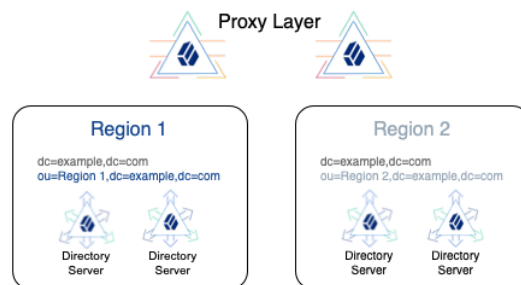 Proxy Layer
Region 1
dc=example,dc=com
ou=Region 1,dc=example,dc=com
Directory
Server
Directory
Server
Region 2
dc=example,dc=com
ou=Region 2,dc=example,dc=com
Directory
Server
Directory
Server